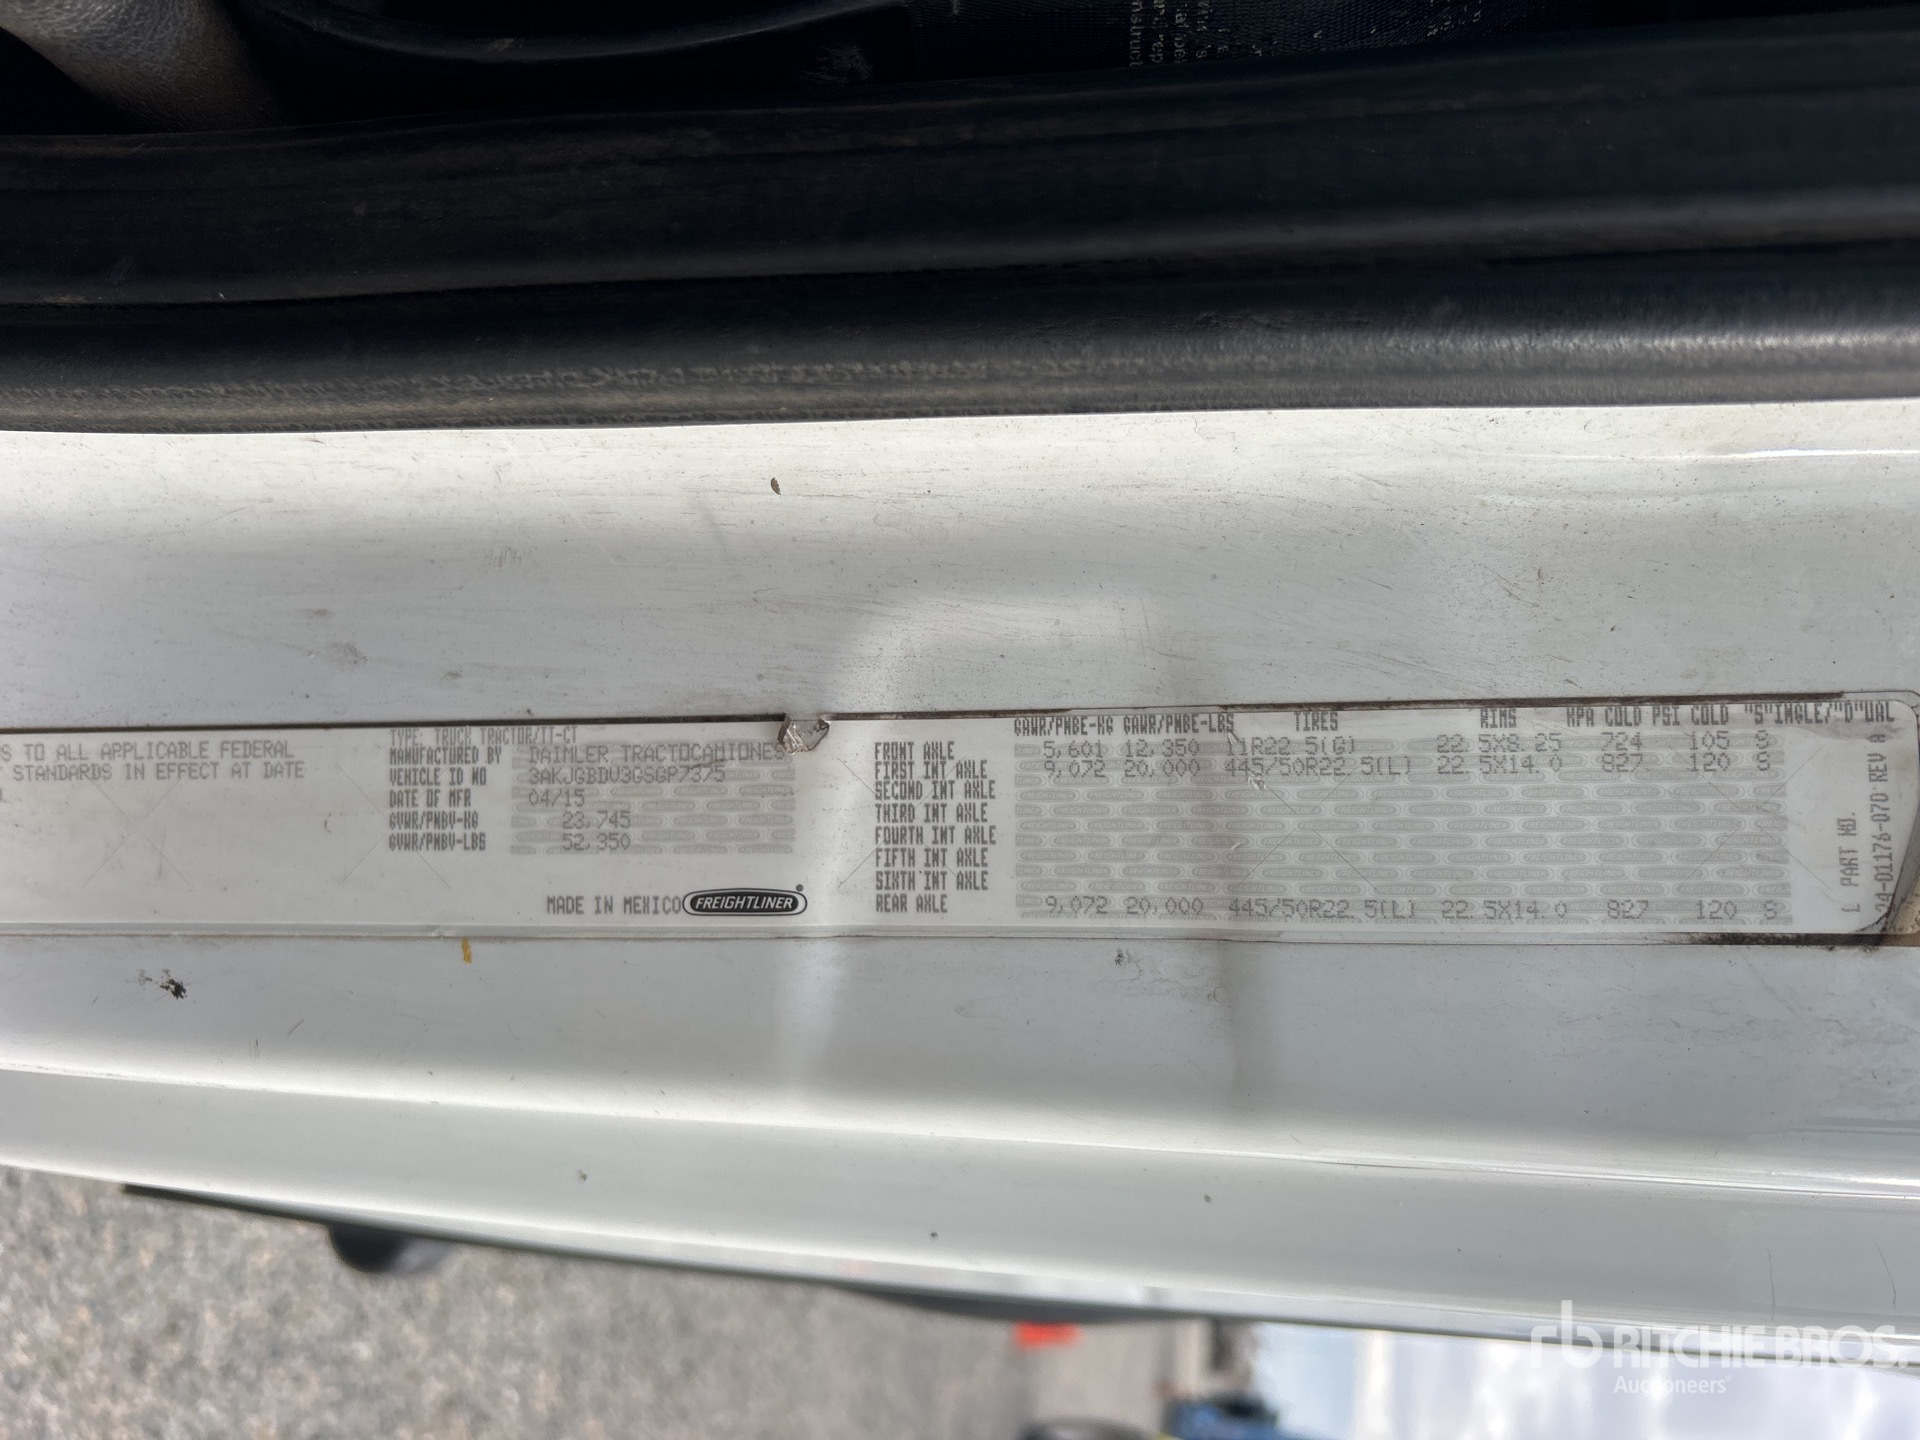 S TO ALL APPLICABLE FEDERAL
STANDARDS IN EFFECT AT DATE
TYPE: TRUCK TRACTOR/TT-CT
MANUFACTURED BY DAIMLER TRACTOCAMIONES
VEHICLE ID NO 3AKJGBDV3GSGP7375
DATE OF MFR 04/15
GVWR/PNBV-KG 23,745
GVWR/PNBV-LBS 52,350
MADE IN MEXICO FREIGHTLINER®
GAWR/PNBE-KG GAWR/PNBE-LBS TIRES RIMS KPA COLD PSI COLD "S"INGLE/"D"UAL
FRONT AXLE 5,601 12,350 11R22.5(G) 22.5X8.25 724 105 S
FIRST INT AXLE 9,072 20,000 445/50R22.5(L) 22.5X14.0 827 120 S
SECOND INT AXLE
THIRD INT AXLE
FOURTH INT AXLE
FIFTH INT AXLE
SIXTH INT AXLE
REAR AXLE 9,072 20,000 445/50R22.5(L) 22.5X14.0 827 120 S
L PART NO.
24-01176-070 REV A
rb RITCHIE BROS.
Auctioneers